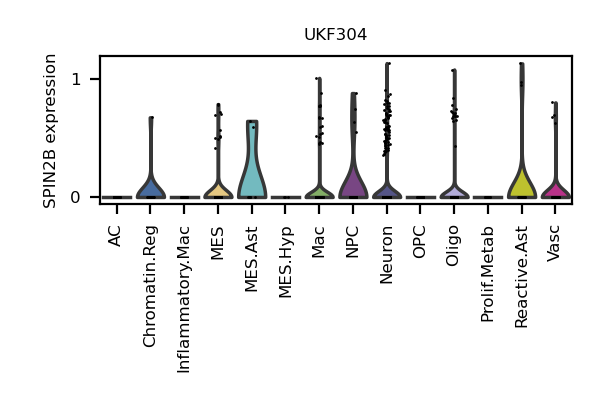 UKF304
SPIN2B expression
1
0
AC
Chromatin.Reg
Inflammatory.Mac
MES
MES.Ast
MES.Hyp
Mac
NPC
Neuron
OPC
Oligo
Prolif.Metab
Reactive.Ast
Vasc